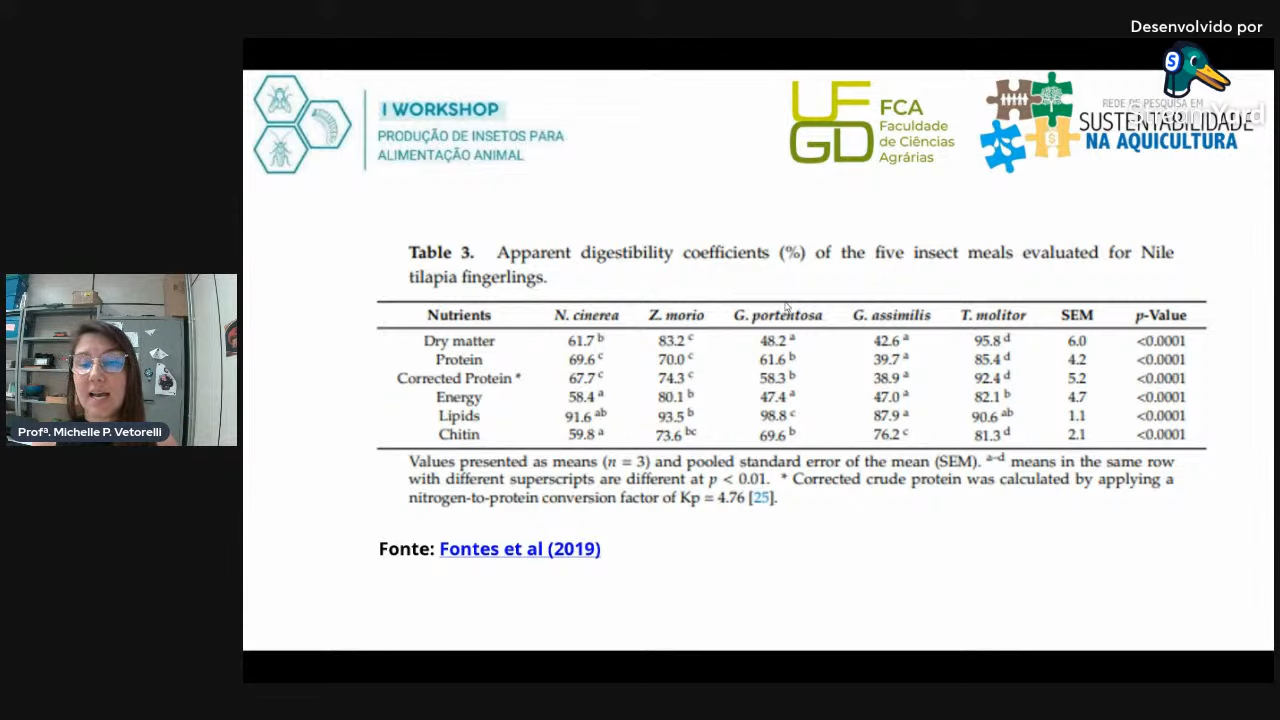 Desenvolvido por
S
StreamYard
I WORKSHOP
PRODUÇÃO DE INSETOS PARA
ALIMENTAÇÃO ANIMAL
UF
GD
FCA
Faculdade
de Ciências
Agrárias
REDE DE PESQUISA EM
SUSTENTABILIDADE
NA AQUICULTURA
Table 3. Apparent digestibility coefficients (%) of the five insect meals evaluated for Nile
tilapia fingerlings.
Nutrients N. cinerea Z. morio G. portentosa G. assimilis T. molitor SEM p-Value
Dry matter 61.7 b 83.2 c 48.2 a 42.6 a 95.8 d 6.0 <0.0001
Protein 69.6 c 70.0 c 61.6 b 39.7 a 85.4 d 4.2 <0.0001
Corrected Protein * 67.7 c 74.3 c 58.3 b 38.9 a 92.4 d 5.2 <0.0001
Energy 58.4 a 80.1 b 47.4 a 47.0 a 82.1 b 4.7 <0.0001
Lipids 91.6 ab 93.5 b 98.8 c 87.9 a 90.6 ab 1.1 <0.0001
Chitin 59.8 a 73.6 bc 69.6 b 76.2 c 81.3 d 2.1 <0.0001
Values presented as means (n = 3) and pooled standard error of the mean (SEM). a–d means in the same row
with different superscripts are different at p < 0.01. * Corrected crude protein was calculated by applying a
nitrogen-to-protein conversion factor of Kp = 4.76 [25].
Fonte: Fontes et al (2019)
Profª. Michelle P. Vetorelli